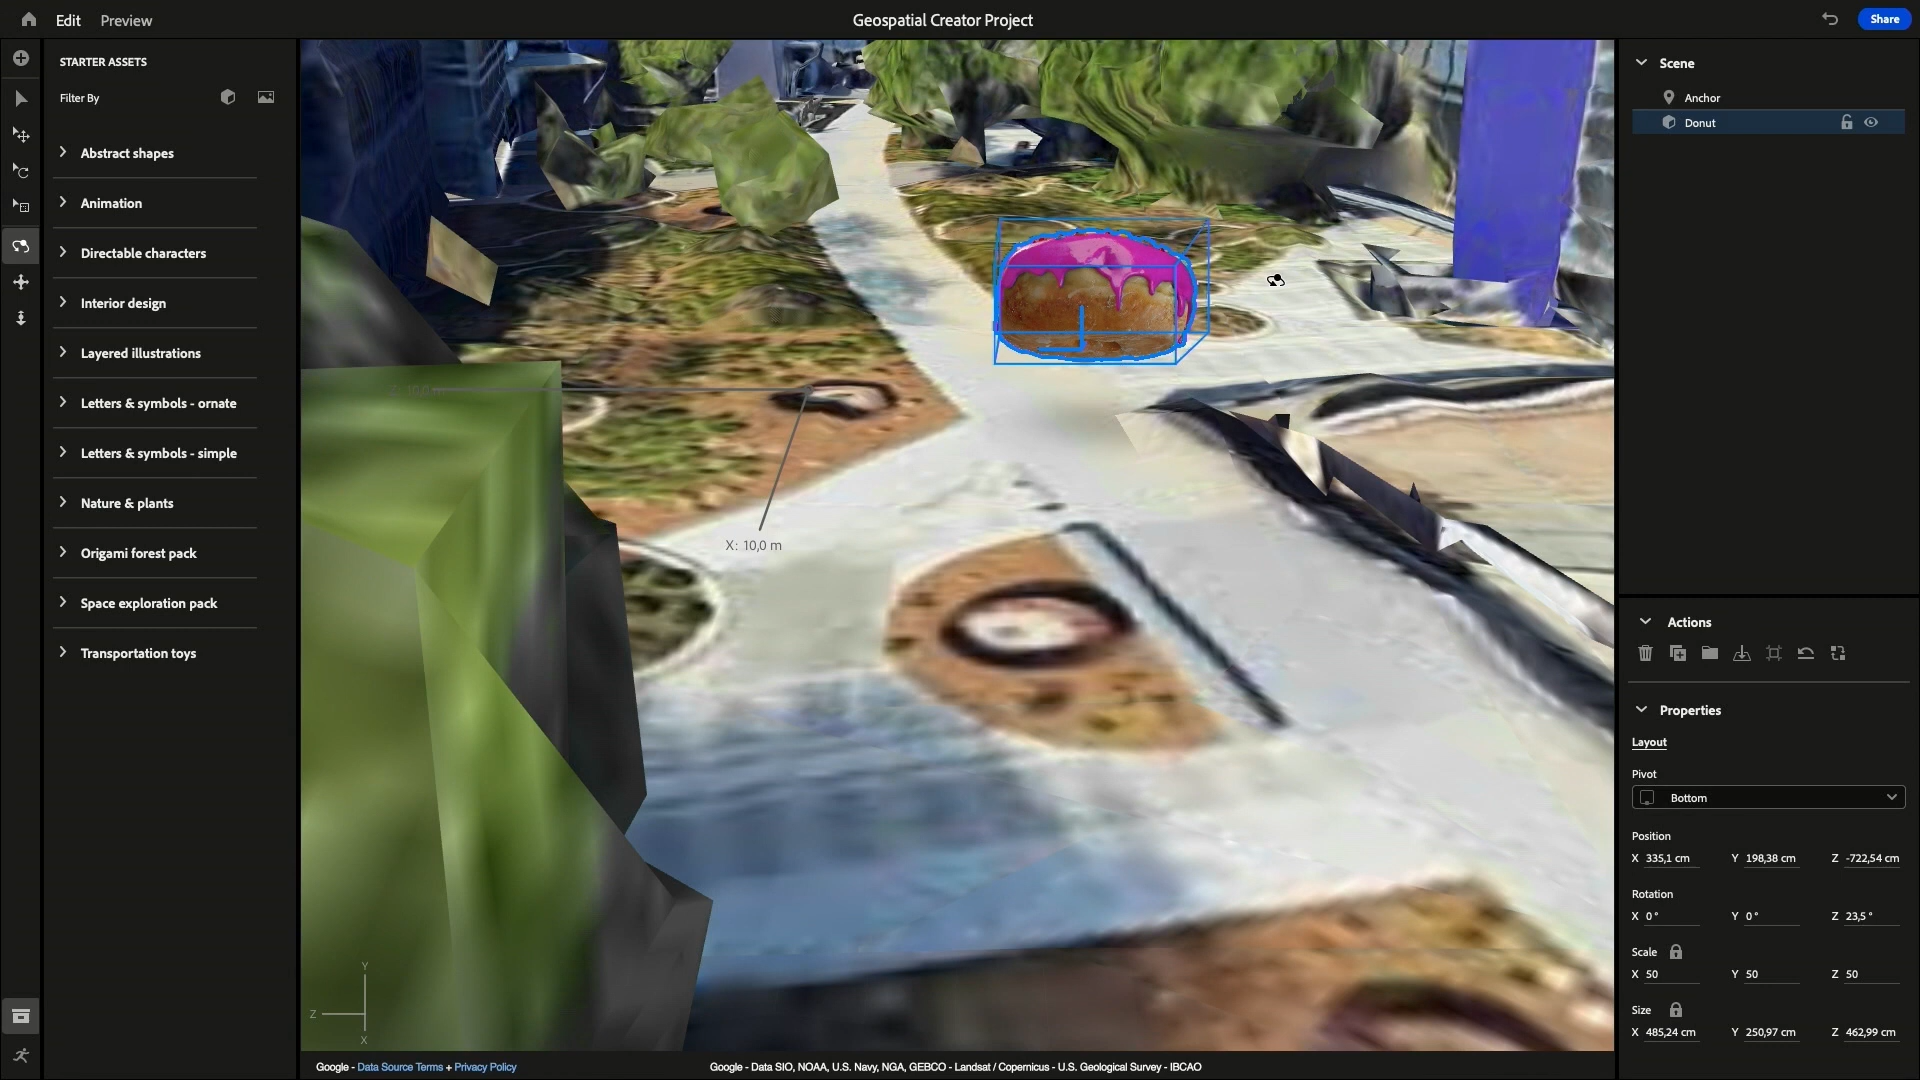 Edit Preview
Geospatial Creator Project
Share
STARTER ASSETS
Filter By
Abstract shapes
Animation
Directable characters
Interior design
Layered illustrations
Letters & symbols - ornate
Letters & symbols - simple
Nature & plants
Origami forest pack
Space exploration pack
Transportation toys
Z: 10,0 m
X: 10,0 m
Y
Z
X
Google - Data Source Terms + Privacy Policy
Google - Data SIO, NOAA, U.S. Navy, NGA, GEBCO - Landsat / Copernicus - U.S. Geological Survey - IBCAO
Scene
Anchor
Donut
Actions
Properties
Layout
Pivot
Bottom
Position
X 335,1 cm Y 198,38 cm Z -722,54 cm
Rotation
X 0° Y 0° Z 23,5°
Scale
X 50 Y 50 Z 50
Size
X 485,24 cm Y 250,97 cm Z 462,99 cm